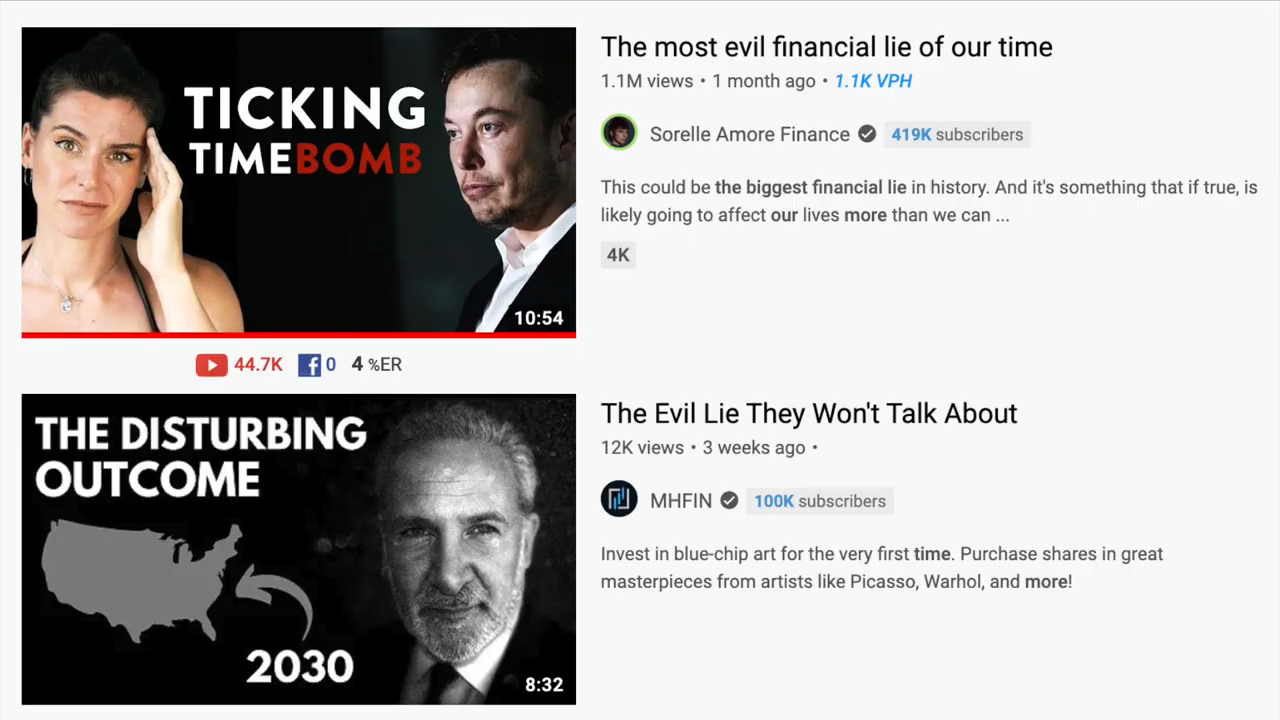 TICKING
TIMEBOMB
10:54
The most evil financial lie of our time
1.1M views • 1 month ago • 1.1K VPH
Sorelle Amore Finance 419K subscribers
This could be the biggest financial lie in history. And it's something that if true, is
likely going to affect our lives more than we can ...
4K
44.7K f 0 4 %ER
THE DISTURBING
OUTCOME
2030
8:32
The Evil Lie They Won't Talk About
12K views • 3 weeks ago •
MHFIN 100K subscribers
Invest in blue-chip art for the very first time. Purchase shares in great
masterpieces from artists like Picasso, Warhol, and more!